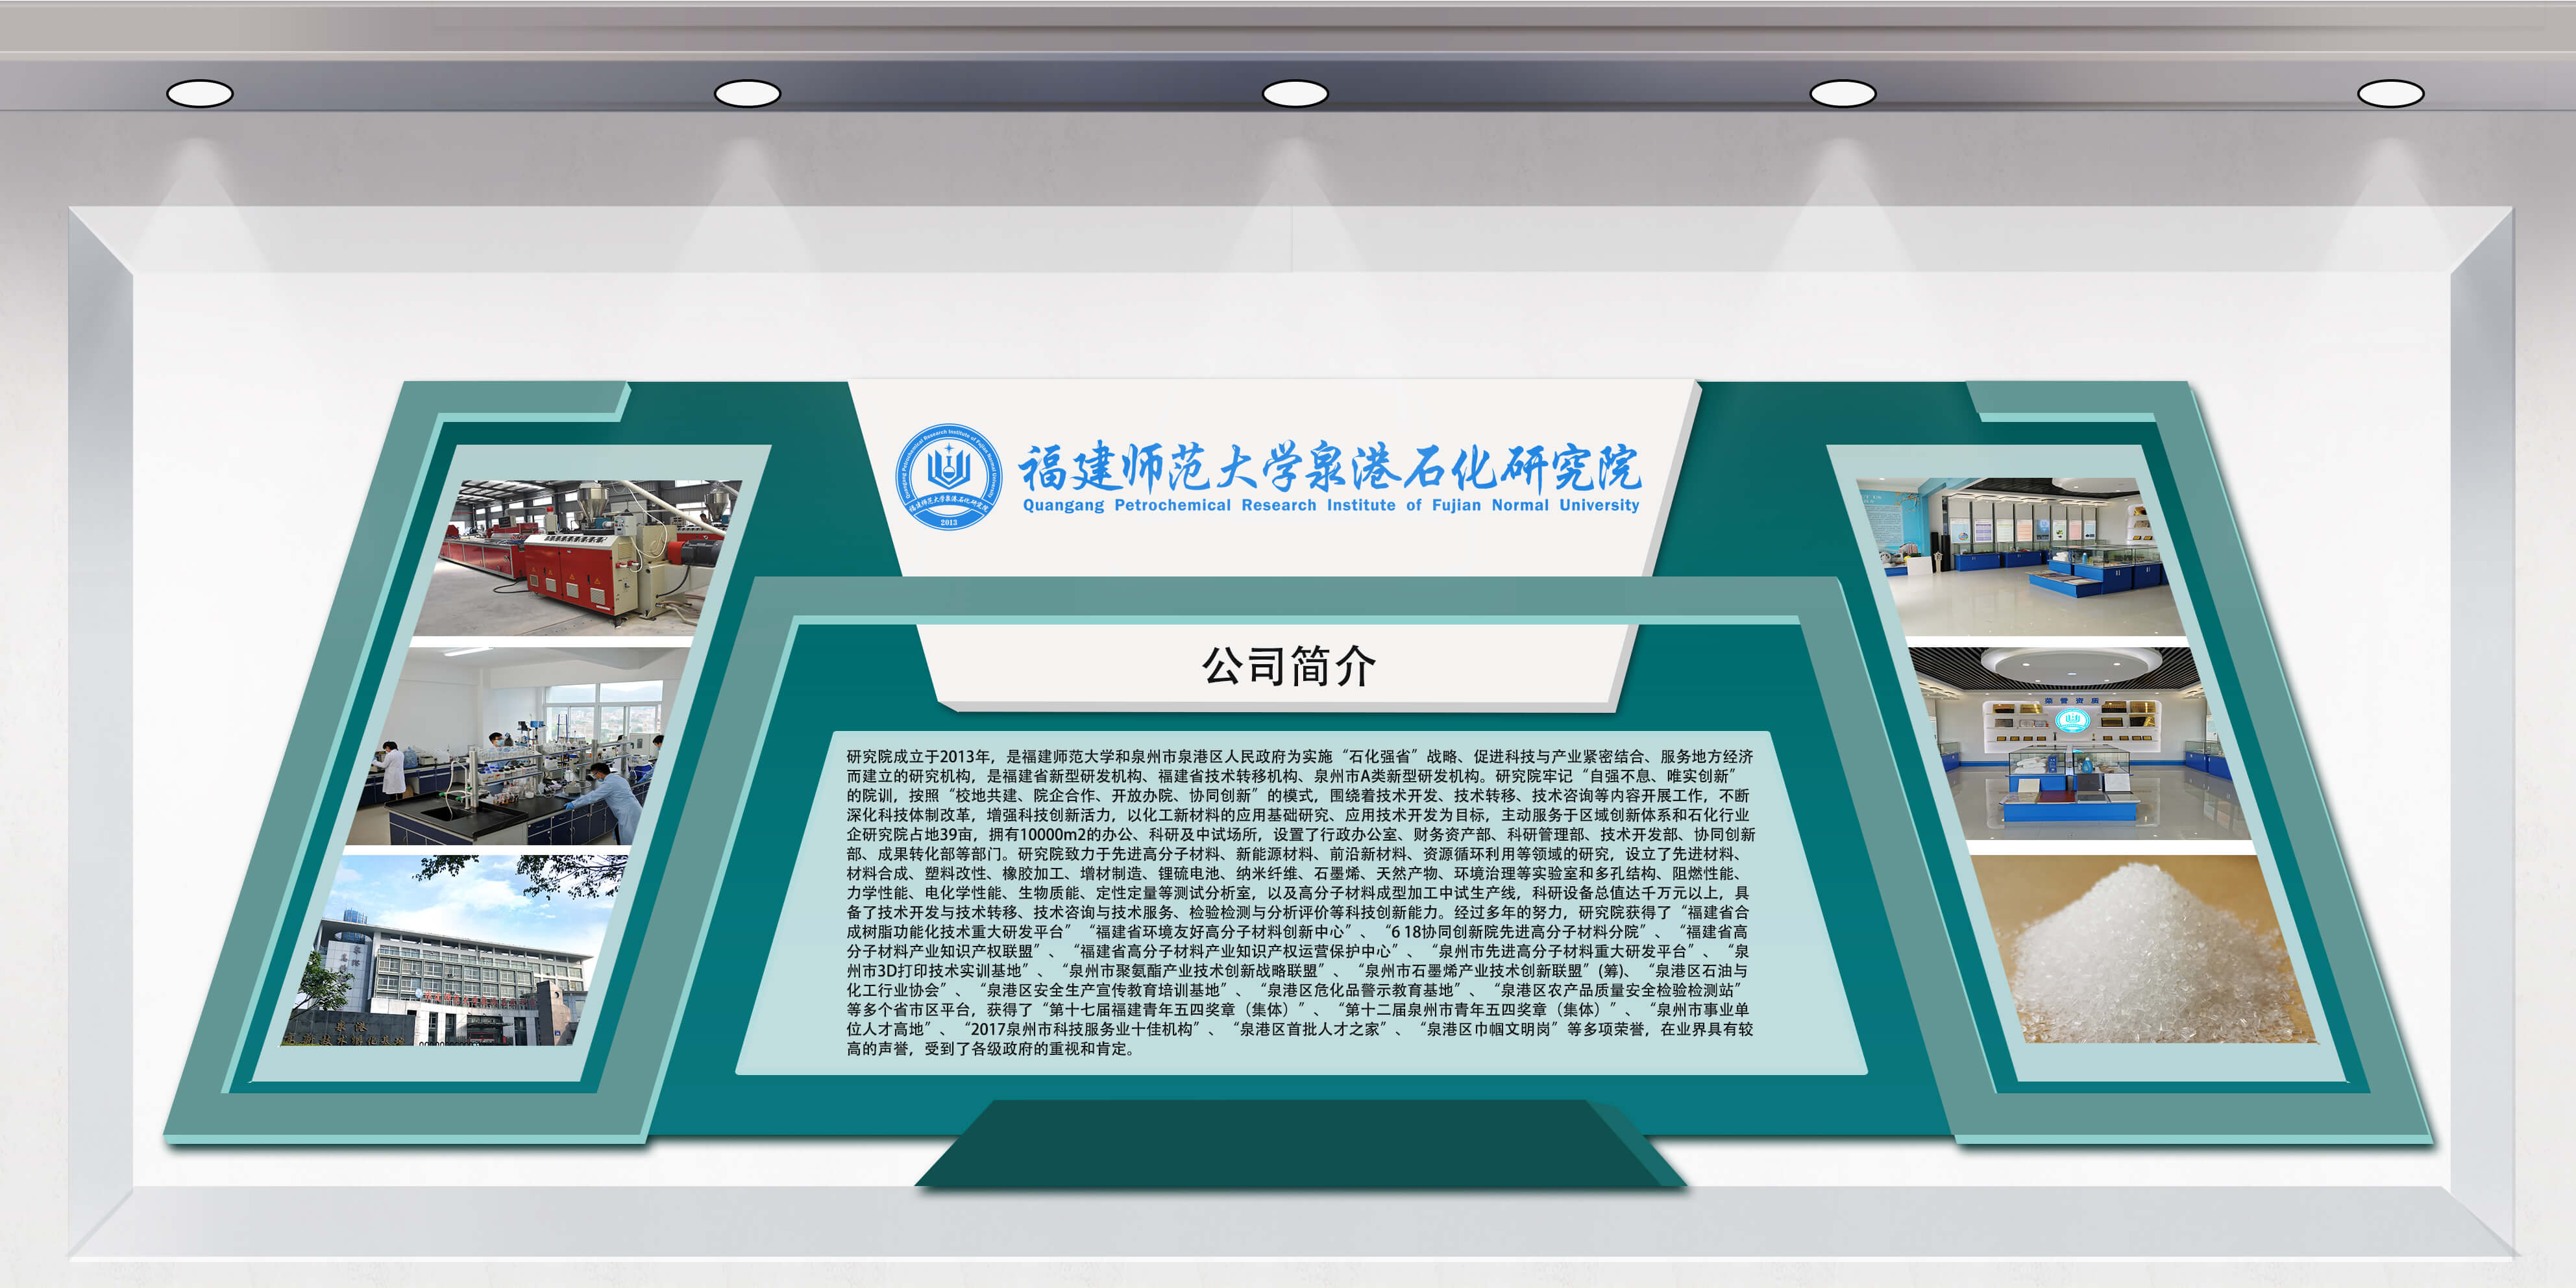 Quangang Petrochemical Research Institute of Fujian Normal University
福建师范大学泉港石化研究院
2013
福建师范大学泉港石化研究院
Quangang Petrochemical Research Institute of Fujian Normal University
公司简介
研究院成立于2013年，是福建师范大学和泉州市泉港区人民政府为实施“石化强省”战略、促进科技与产业紧密结合、服务地方经济
而建立的研究机构，是福建省新型研发机构、福建省技术转移机构、泉州市A类新型研发机构。研究院牢记“自强不息、唯实创新”
的院训，按照“校地共建、院企合作、开放办院、协同创新”的模式，围绕着技术开发、技术转移、技术咨询等内容开展工作，不断
深化科技体制改革，增强科技创新活力，以化工新材料的应用基础研究、应用技术开发为目标，主动服务于区域创新体系和石化行业
企研究院占地39亩，拥有10000m2的办公、科研及中试场所，设置了行政办公室、财务资产部、科研管理部、技术开发部、协同创新
部、成果转化部等部门。研究院致力于先进高分子材料、新能源材料、前沿新材料、资源循环利用等领域的研究，设立了先进材料、
材料合成、塑料改性、橡胶加工、增材制造、锂硫电池、纳米纤维、石墨烯、天然产物、环境治理等实验室和多孔结构、阻燃性能、
力学性能、电化学性能、生物质能、定性定量等测试分析室，以及高分子材料成型加工中试生产线，科研设备总值达千万元以上，具
备了技术开发与技术转移、技术咨询与技术服务、检验检测与分析评价等科技创新能力。经过多年的努力，研究院获得了“福建省合
成树脂功能化技术重大研发平台”“福建省环境友好高分子材料创新中心”、“6 18协同创新院先进高分子材料分院”、“福建省高
分子材料产业知识产权联盟”、“福建省高分子材料产业知识产权运营保护中心”、“泉州市先进高分子材料重大研发平台”、“泉
州市3D打印技术实训基地”、“泉州市聚氨酯产业技术创新战略联盟”、“泉州市石墨烯产业技术创新联盟”(筹)、“泉港区石油与
化工行业协会”、“泉港区安全生产宣传教育培训基地”、“泉港区危化品警示教育基地”、“泉港区农产品质量安全检验检测站”
等多个省市区平台，获得了“第十七届福建青年五四奖章（集体）”、“第十二届泉州市青年五四奖章（集体）”、“泉州市事业单
位人才高地”、“2017泉州市科技服务业十佳机构”、“泉港区首批人才之家”、“泉港区巾帼文明岗”等多项荣誉，在业界具有较
高的声誉，受到了各级政府的重视和肯定。
荣誉资质